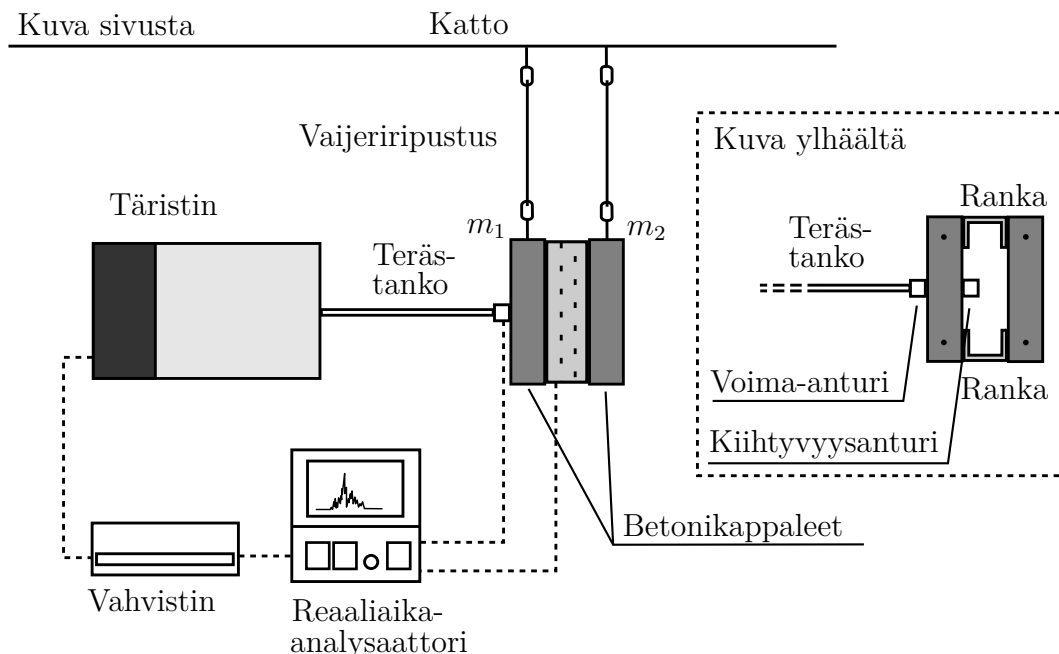 Kuva sivusta
Katto
Vaijeriripustus
Kuva ylhäältä
Täristin
m₁
m₂
Teräs-
tanko
Ranka
Teräs-
tanko
Voima-anturi
Ranka
Kiihtyvyysanturi
Betonikappaleet
Vahvistin
Reaaliaika-
analysaattori